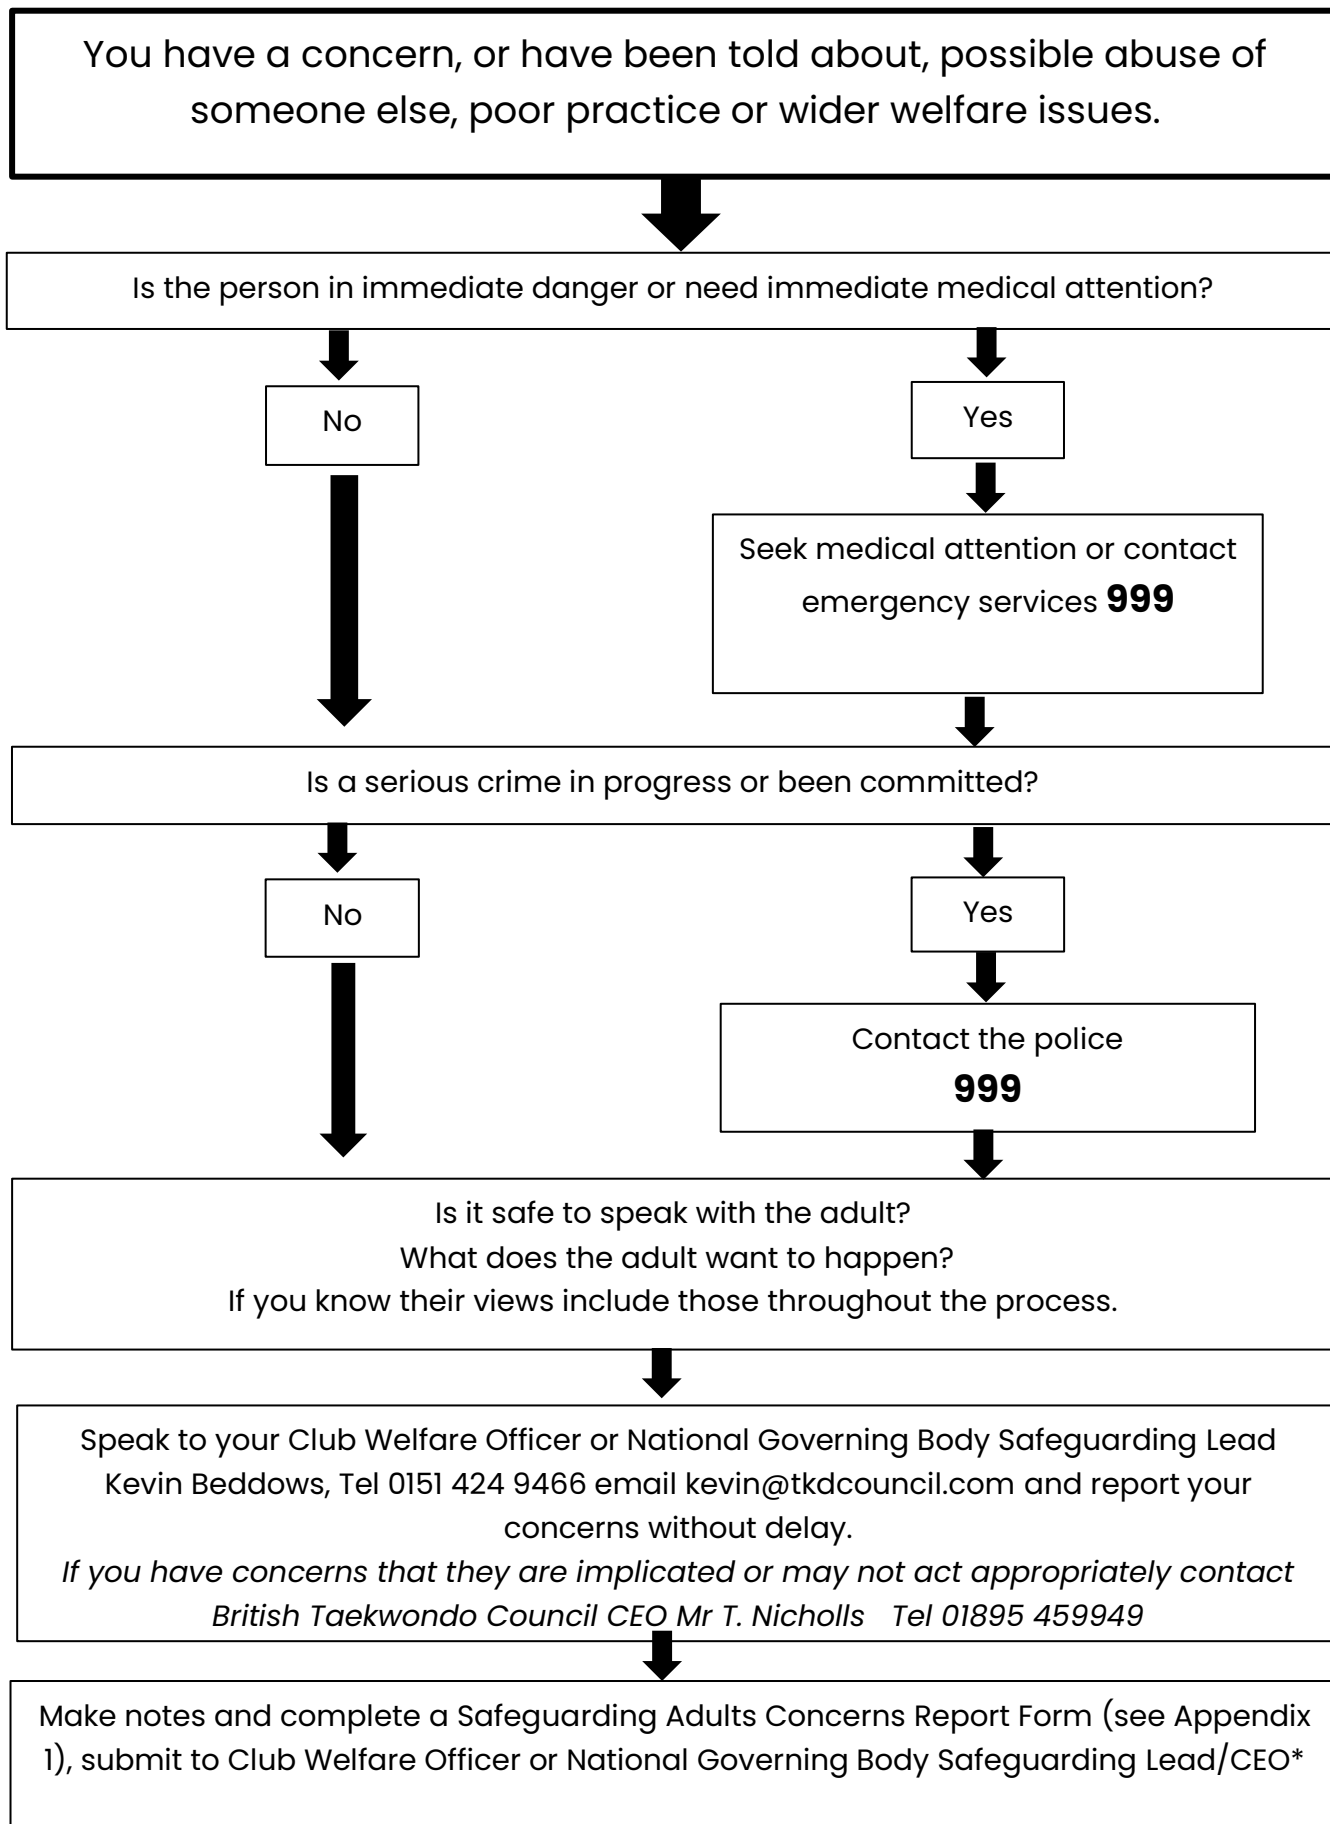 You have a concern, or have been told about, possible abuse of
someone else, poor practice or wider welfare issues.
Is the person in immediate danger or need immediate medical attention?
No
Yes
Seek medical attention or contact
emergency services 999
Is a serious crime in progress or been committed?
No
Yes
Contact the police
999
Is it safe to speak with the adult?
What does the adult want to happen?
If you know their views include those throughout the process.
Speak to your Club Welfare Officer or National Governing Body Safeguarding Lead
Kevin Beddows, Tel 0151 424 9466 email kevin@tkdcouncil.com and report your
concerns without delay.
If you have concerns that they are implicated or may not act appropriately contact
British Taekwondo Council CEO Mr T. Nicholls Tel 01895 459949
Make notes and complete a Safeguarding Adults Concerns Report Form (see Appendix
1), submit to Club Welfare Officer or National Governing Body Safeguarding Lead/CEO*